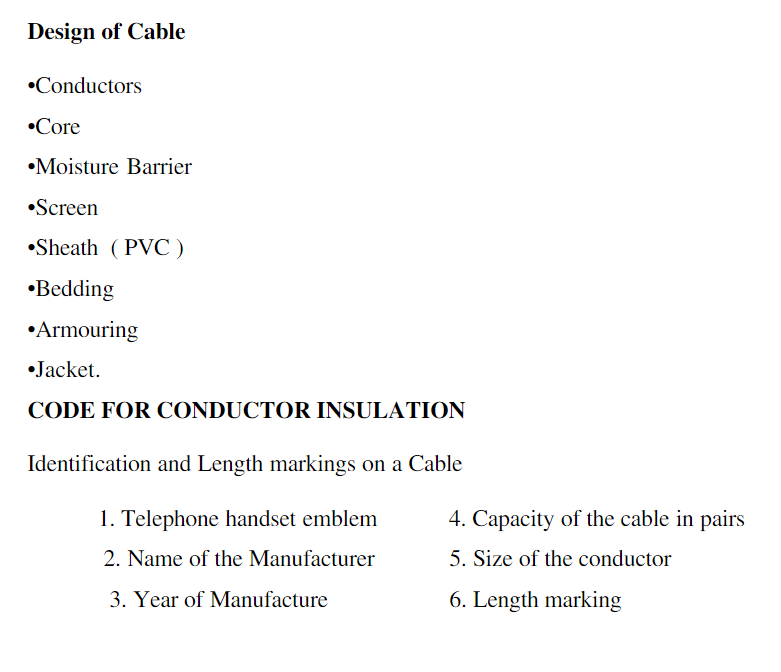 Design of Cable
•Conductors
•Core
•Moisture Barrier
•Screen
•Sheath ( PVC )
•Bedding
•Armouring
•Jacket.
CODE FOR CONDUCTOR INSULATION
Identification and Length markings on a Cable
1. Telephone handset emblem 4. Capacity of the cable in pairs
2. Name of the Manufacturer 5. Size of the conductor
3. Year of Manufacture 6. Length marking